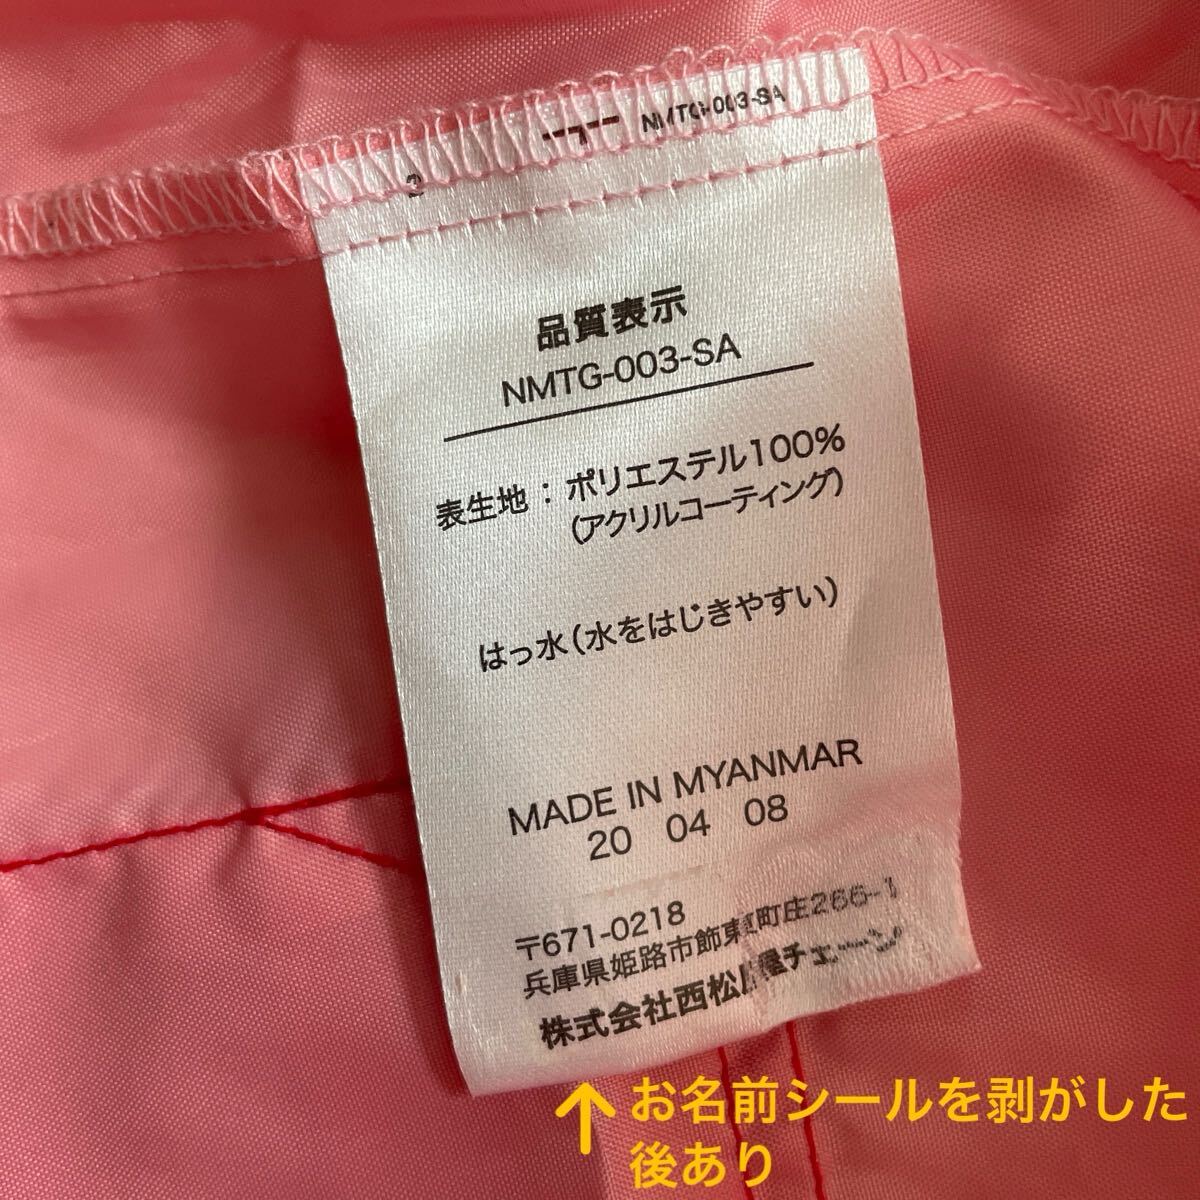 NMTG-003-SA
2
品質表示
NMTG-003-SA
表生地：ポリエステル100%
（アクリルコーティング）
はっ水（水をはじきやすい）
MADE IN MYANMAR
20 04 08
〒671-0218
兵庫県姫路市飾東町庄266-1
株式会社西松屋チェーン
↑お名前シールを剥がした
後あり